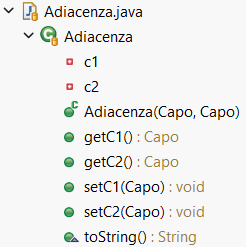 Adiacenza.java
Adiacenza
c1
c2
Adiacenza(Capo, Capo)
getC1() : Capo
getC2() : Capo
setC1(Capo) : void
setC2(Capo) : void
toString() : String